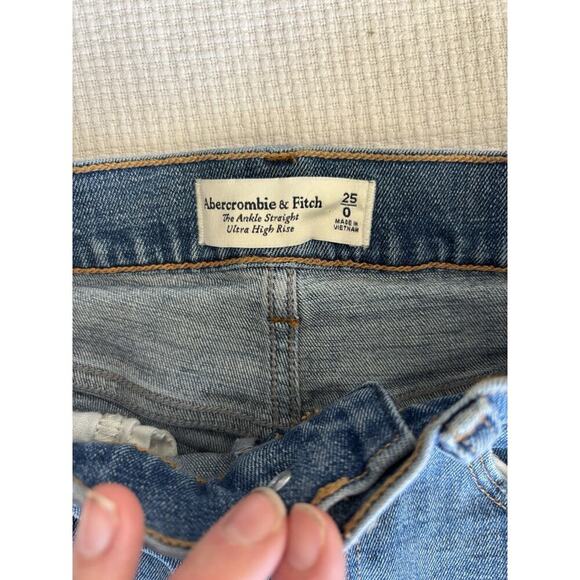 Abercrombie & Fitch
The Ankle Straight
Ultra High Rise
25
0
MADE IN
VIETNAM